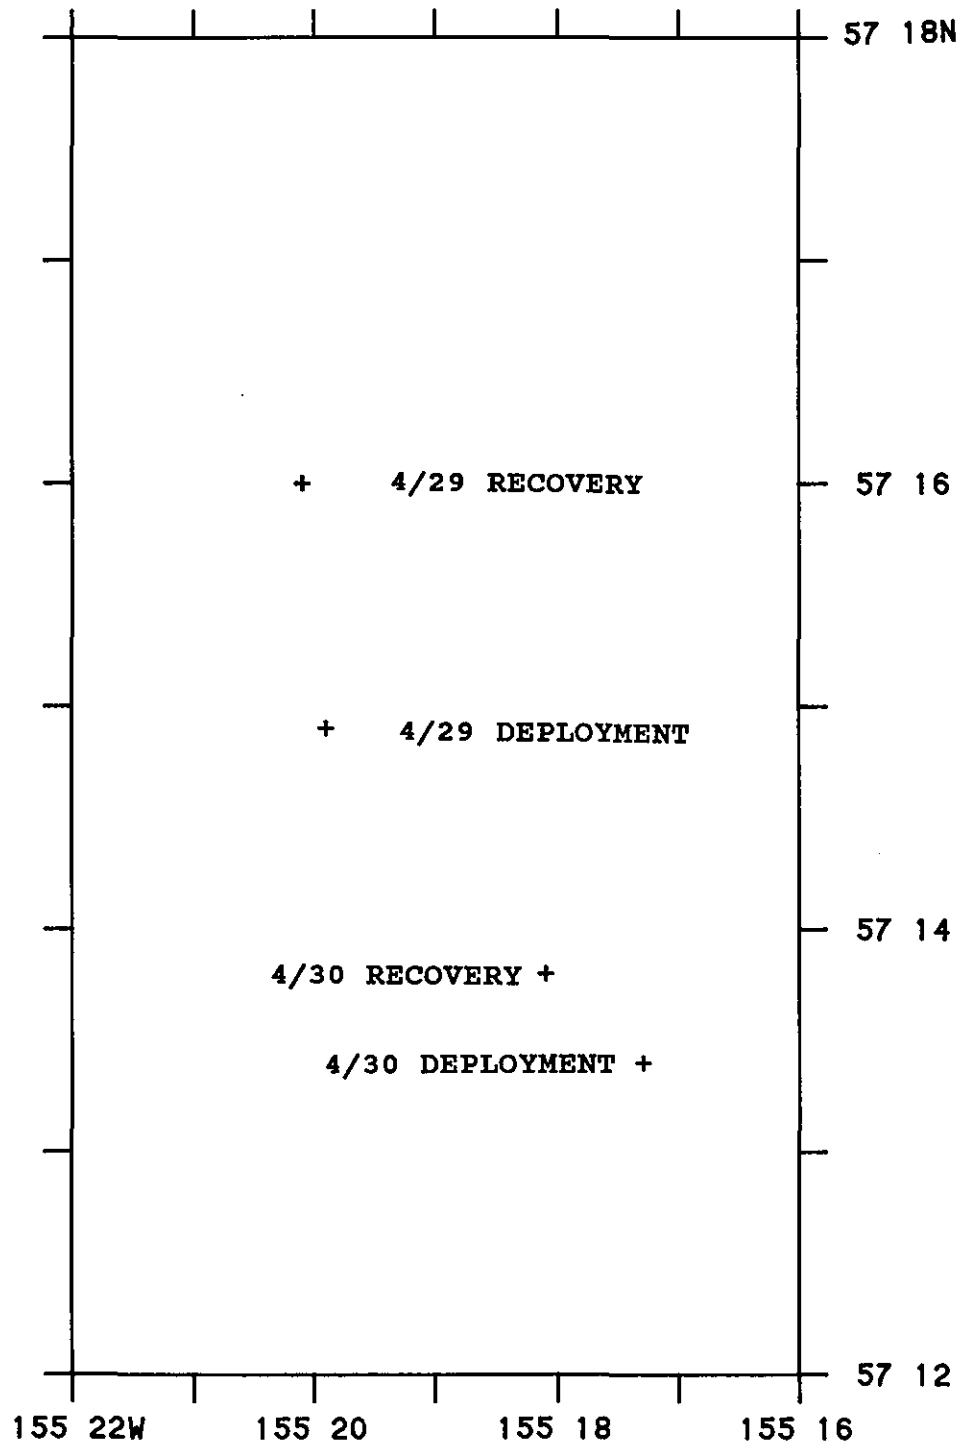 57 18N
4/29 RECOVERY
57 16
4/29 DEPLOYMENT
57 14
4/30 RECOVERY
4/30 DEPLOYMENT
57 12
155 22W 155 20 155 18 155 16